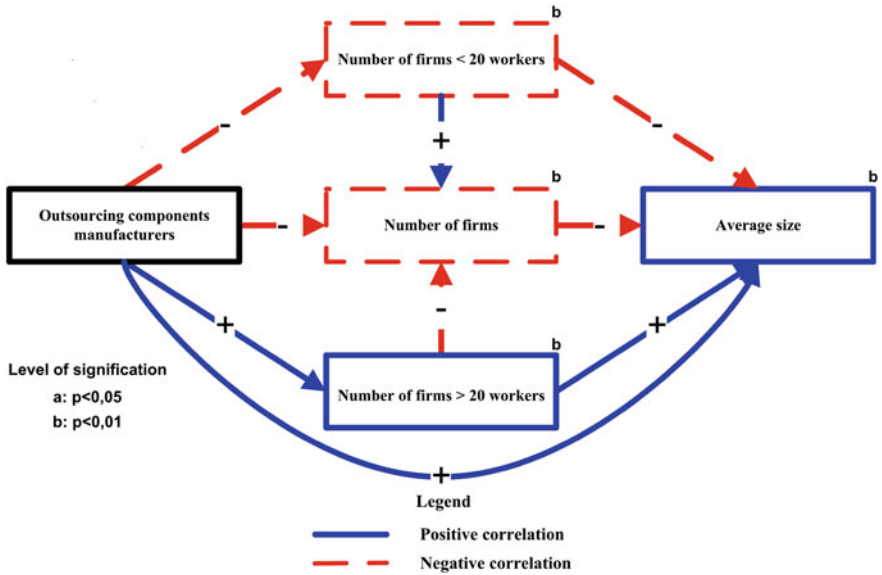 b
Number of firms < 20 workers
-
-
+
b
b
Outsourcing components
manufacturers
-
Number of firms
-
Average size
-
+
+
b
Level of signification
a: p<0,05
b: p<0,01
Number of firms > 20 workers
+
Legend
Positive correlation
Negative correlation